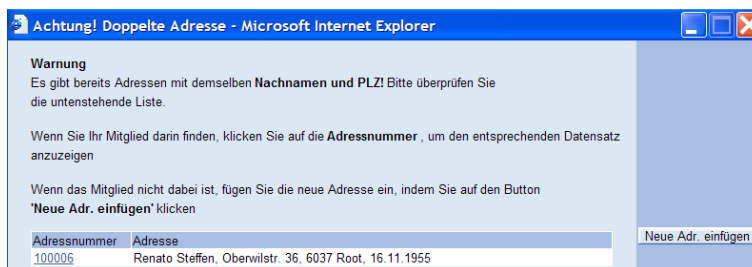 Achtung! Doppelte Adresse - Microsoft Internet Explorer
Warnung
Es gibt bereits Adressen mit demselben Nachnamen und PLZ! Bitte überprüfen Sie
die untenstehende Liste.
Wenn Sie Ihr Mitglied darin finden, klicken Sie auf die Adressnummer , um den entsprechenden Datensatz
anzuzeigen
Wenn das Mitglied nicht dabei ist, fügen Sie die neue Adresse ein, indem Sie auf den Button
'Neue Adr. einfügen' klicken
Neue Adr. einfügen
Adressnummer Adresse
100006 Renato Steffen, Oberwilstr. 36, 6037 Root, 16.11.1955